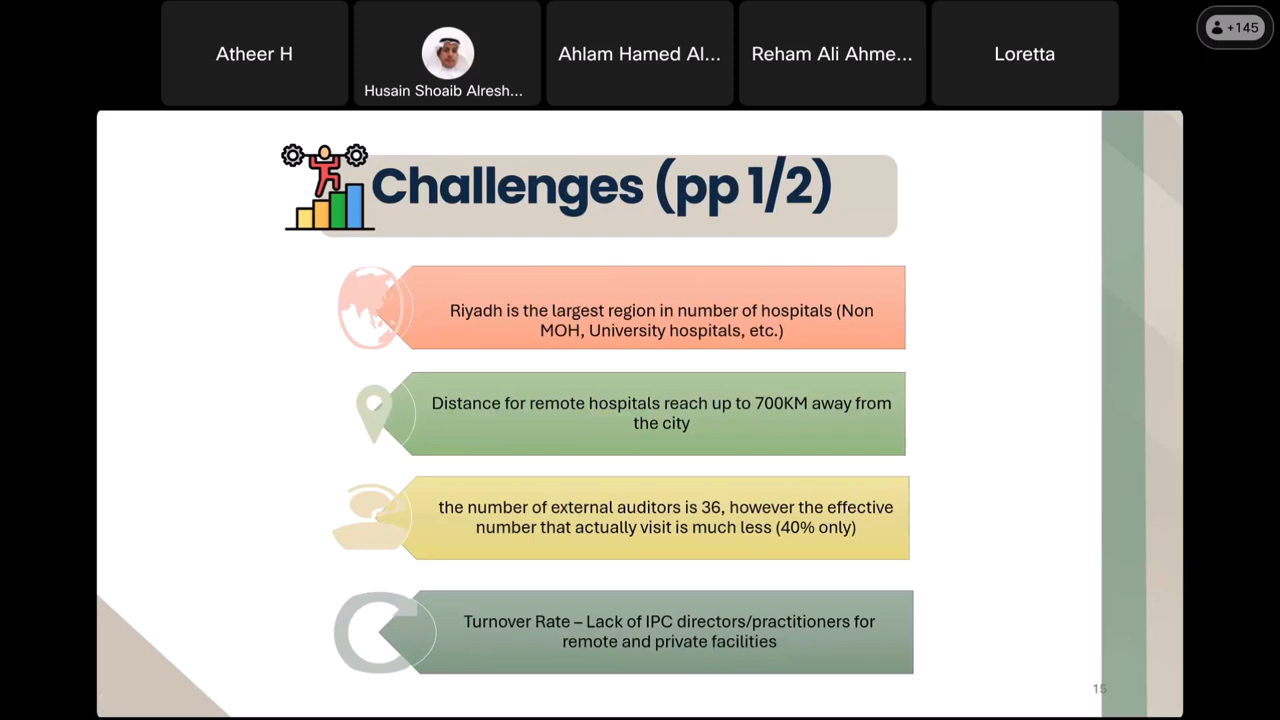 Atheer H
Husain Shoaib Alresh...
Ahlam Hamed Al...
Reham Ali Ahme...
Loretta
+145
Challenges (pp 1/2)
Riyadh is the largest region in number of hospitals (Non
MOH, University hospitals, etc.)
Distance for remote hospitals reach up to 700KM away from
the city
the number of external auditors is 36, however the effective
number that actually visit is much less (40% only)
Turnover Rate – Lack of IPC directors/practitioners for
remote and private facilities
15